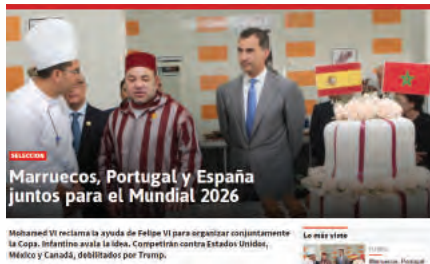 SELECCION
Marruecos, Portugal y España
juntos para el Mundial 2026
Mohamed VI reclama la ayuda de Felipe VI para organizar conjuntamente
la Copa. Infantino avala la idea. Competirán contra Estados Unidos,
México y Canadá, debilitados por Trump.
Lo más visto
Marruecos, Portugal